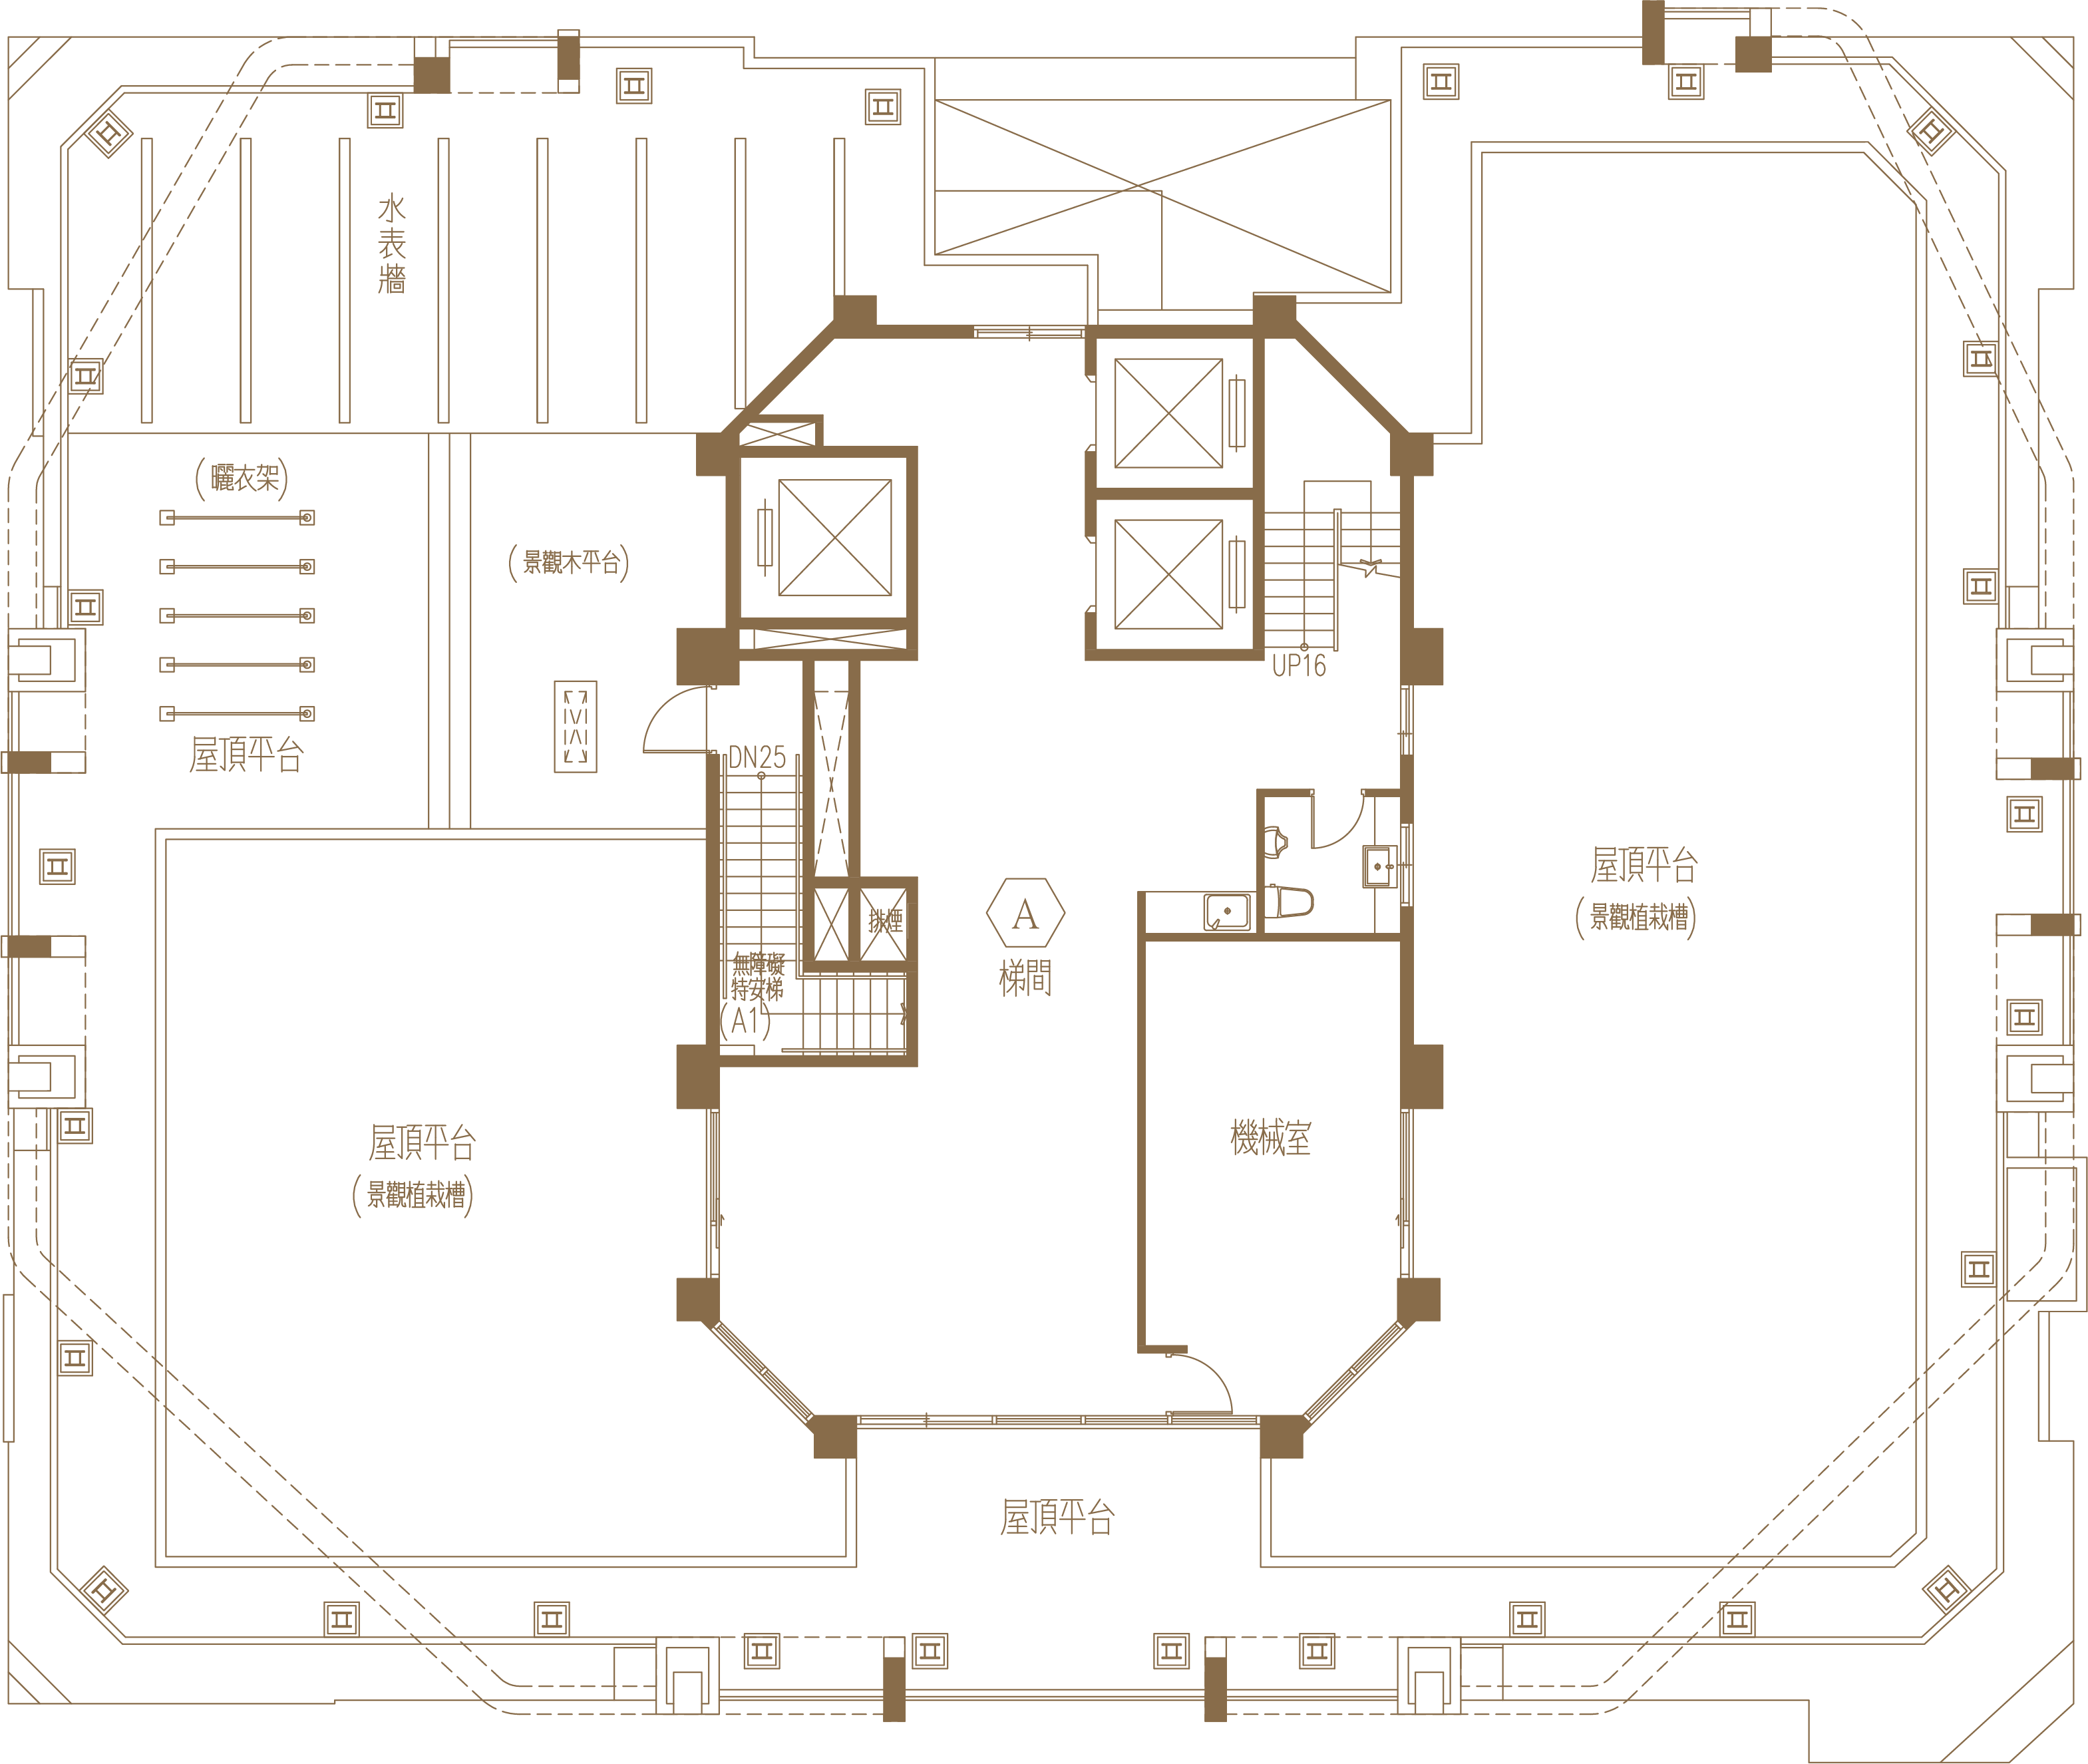 水表牆
(曬衣架)
(景觀木平台)
UP16
屋頂平台
DN25
屋頂平台
(景觀植栽槽)
排煙
A
梯間
無障礙
特安梯
(A1)
機械室
屋頂平台
(景觀植栽槽)
屋頂平台